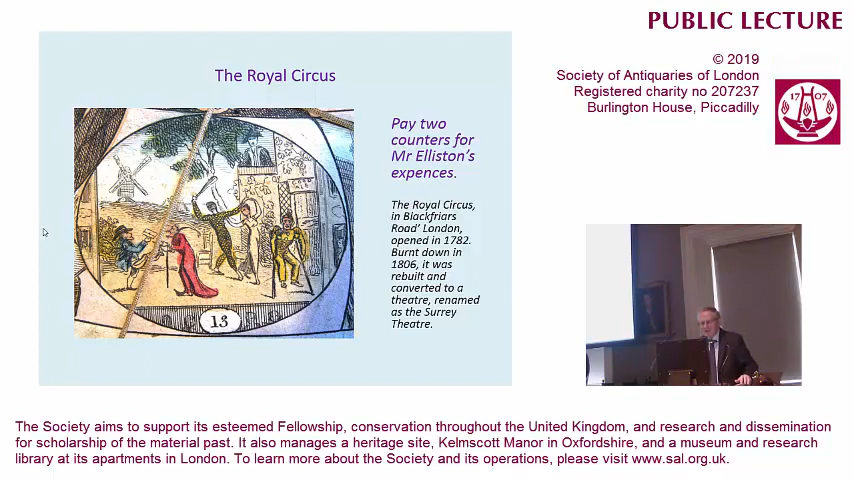 PUBLIC LECTURE
© 2019
Society of Antiquaries of London
Registered charity no 207237
Burlington House, Piccadilly
1707
The Royal Circus
Pay two
counters for
Mr Elliston's
expences.
The Royal Circus,
in Blackfriars
Road' London,
opened in 1782.
Burnt down in
1806, it was
rebuilt and
converted to a
theatre, renamed
as the Surrey
Theatre.
13
The Society aims to support its esteemed Fellowship, conservation throughout the United Kingdom, and research and dissemination
for scholarship of the material past. It also manages a heritage site, Kelmscott Manor in Oxfordshire, and a museum and research
library at its apartments in London. To learn more about the Society and its operations, please visit www.sal.org.uk.